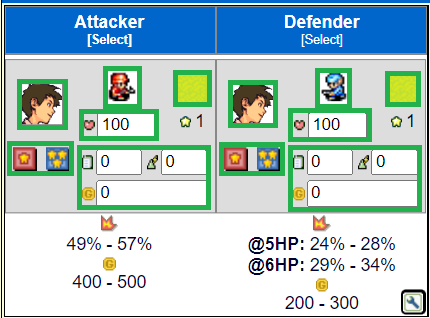 Attacker
[Select]
Defender
[Select]
100
1
0
0
0
100
1
0
0
0
49% - 57%
G
400 - 500
@5HP: 24% - 28%
@6HP: 29% - 34%
G
200 - 300